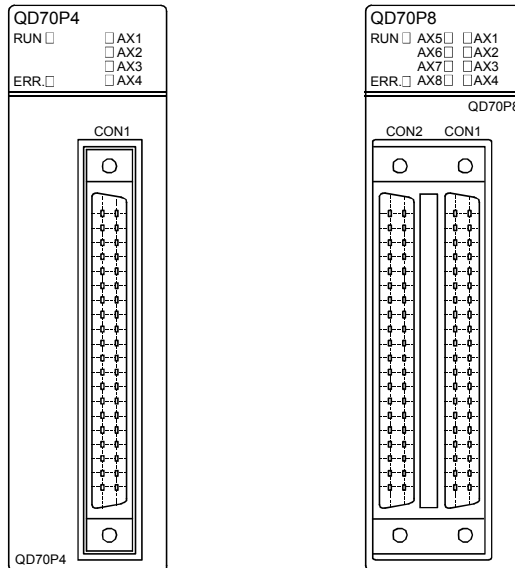 QD70P4
RUN AX1
AX2
AX3
ERR. AX4
CON1
QD70P4
QD70P8
RUN AX5 AX1
AX6 AX2
AX7 AX3
ERR. AX8 AX4
QD70P8
CON2 CON1